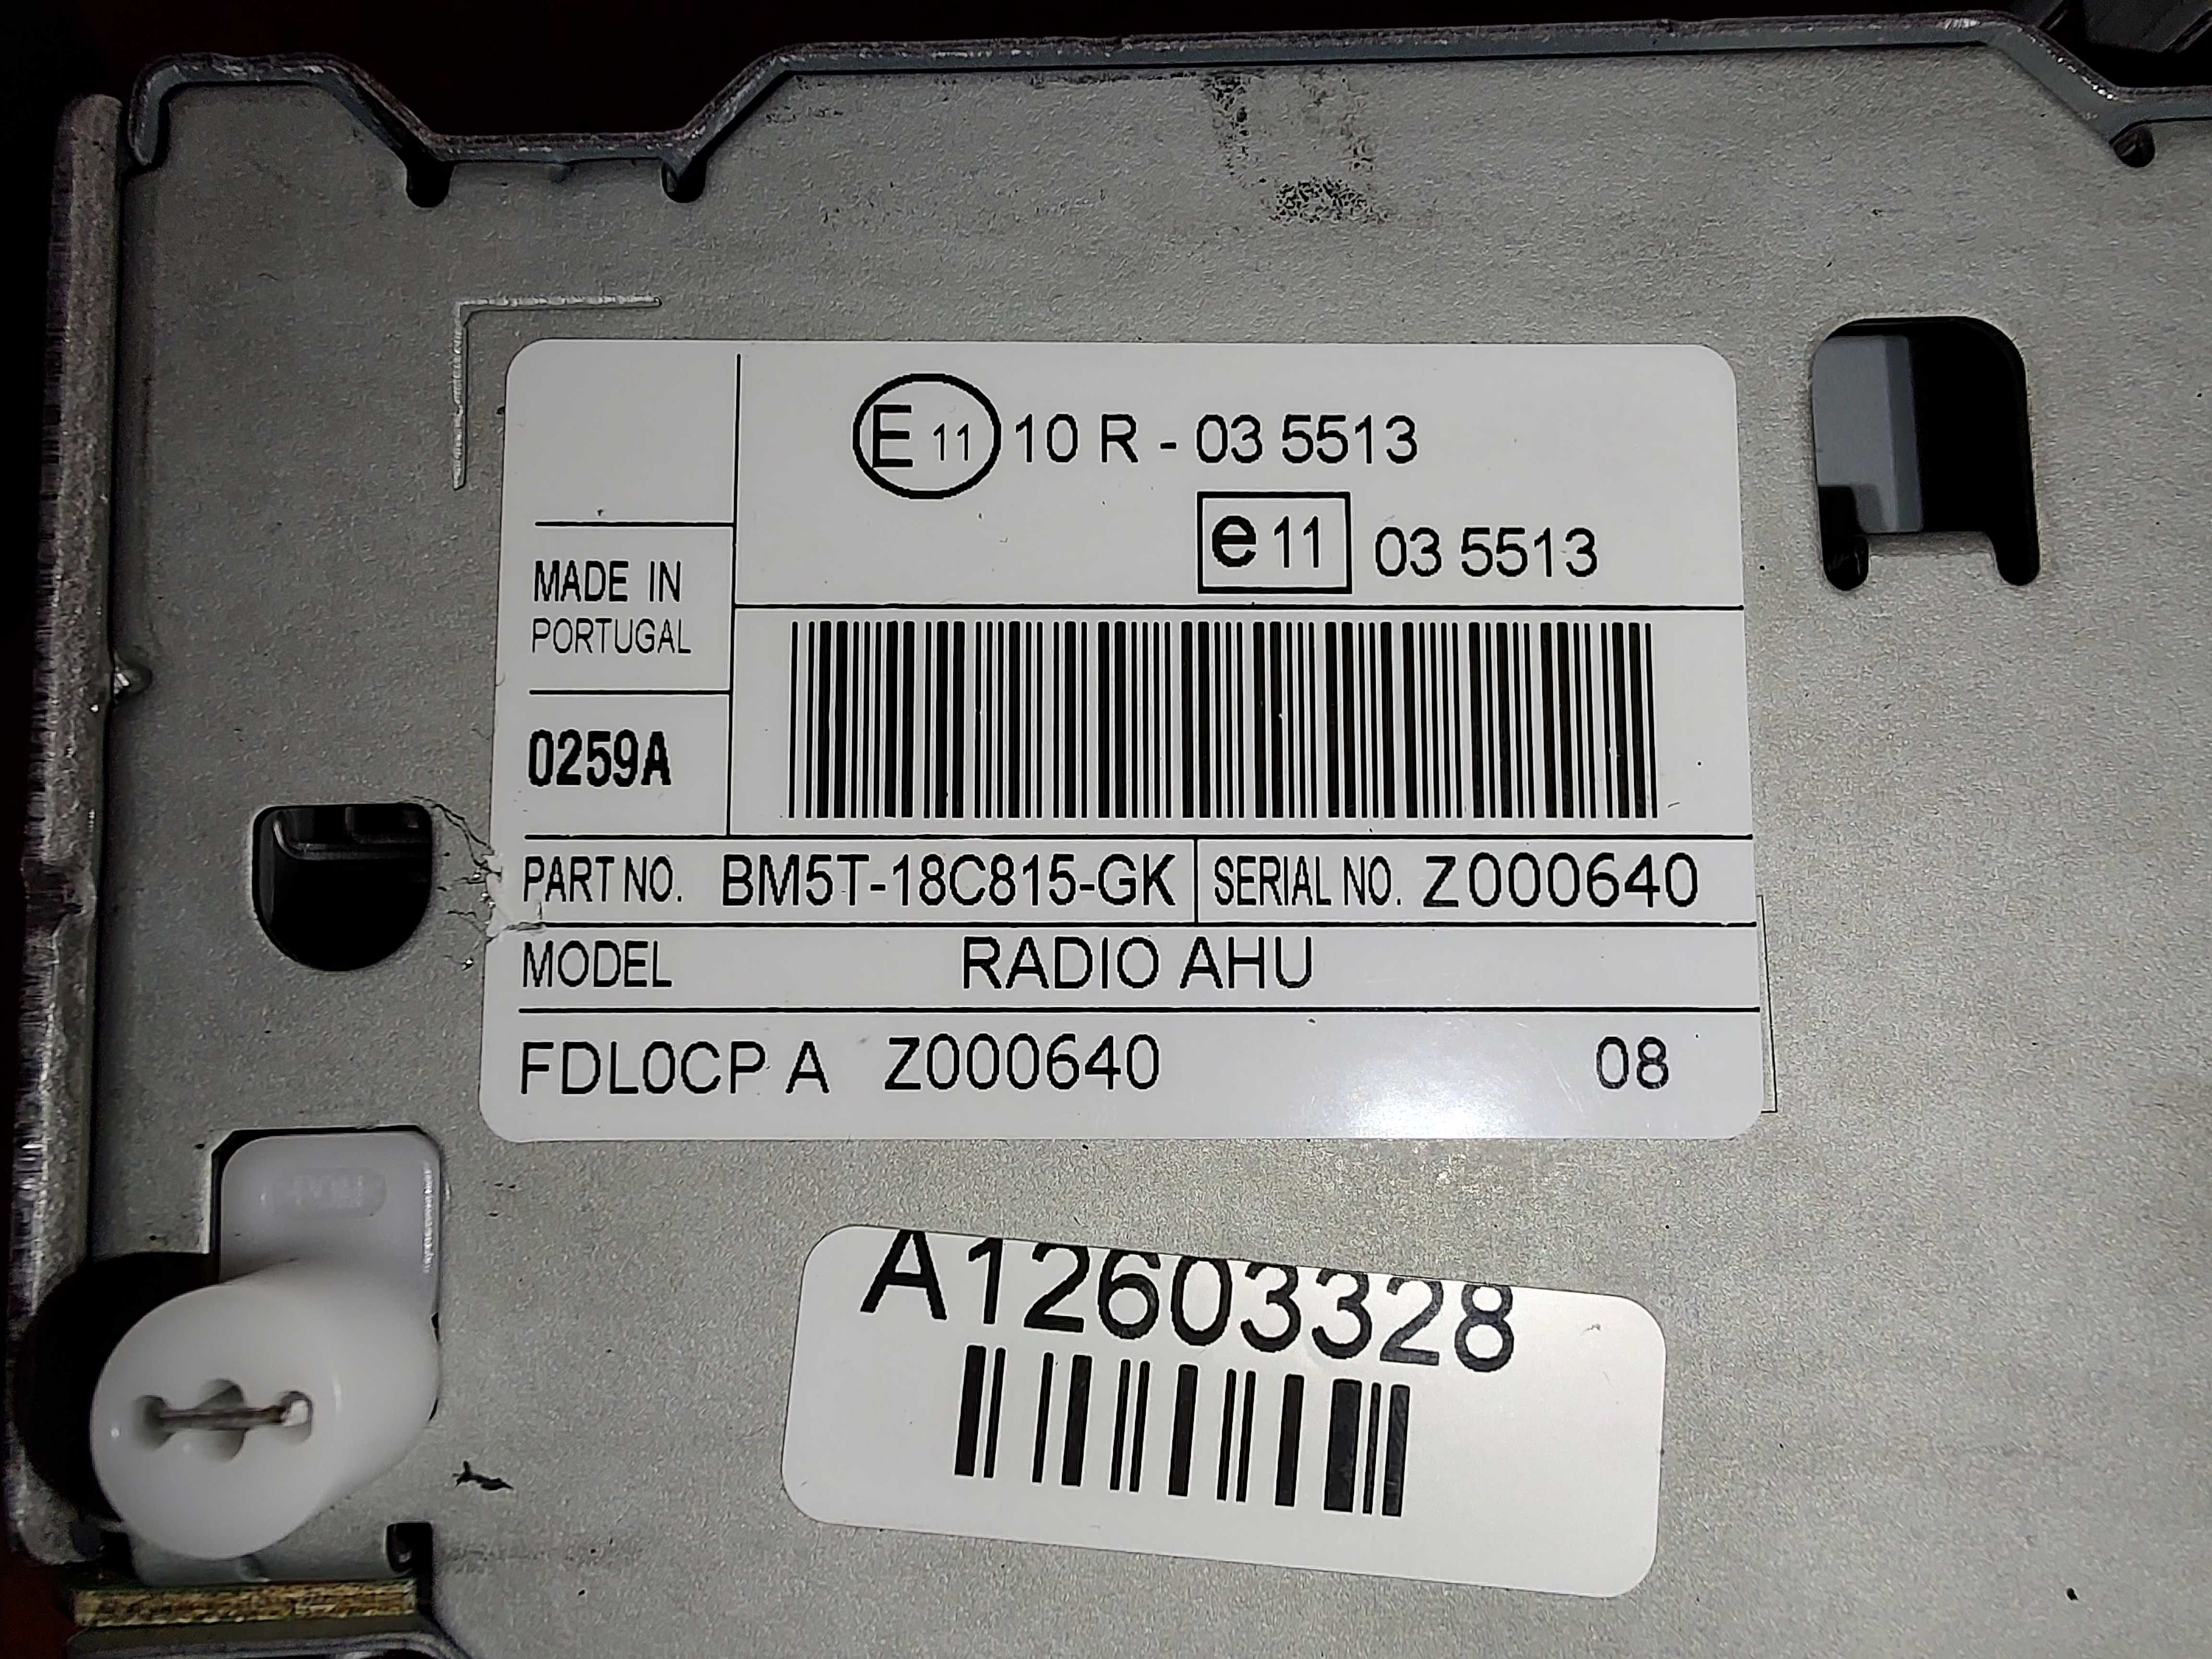 E 11 10 R - 03 5513
e 11 03 5513
MADE IN
PORTUGAL
0259A
PART NO. BM5T-18C815-GK SERIAL NO. Z000640
MODEL RADIO AHU
FDL0CP A Z000640 08
A12603328